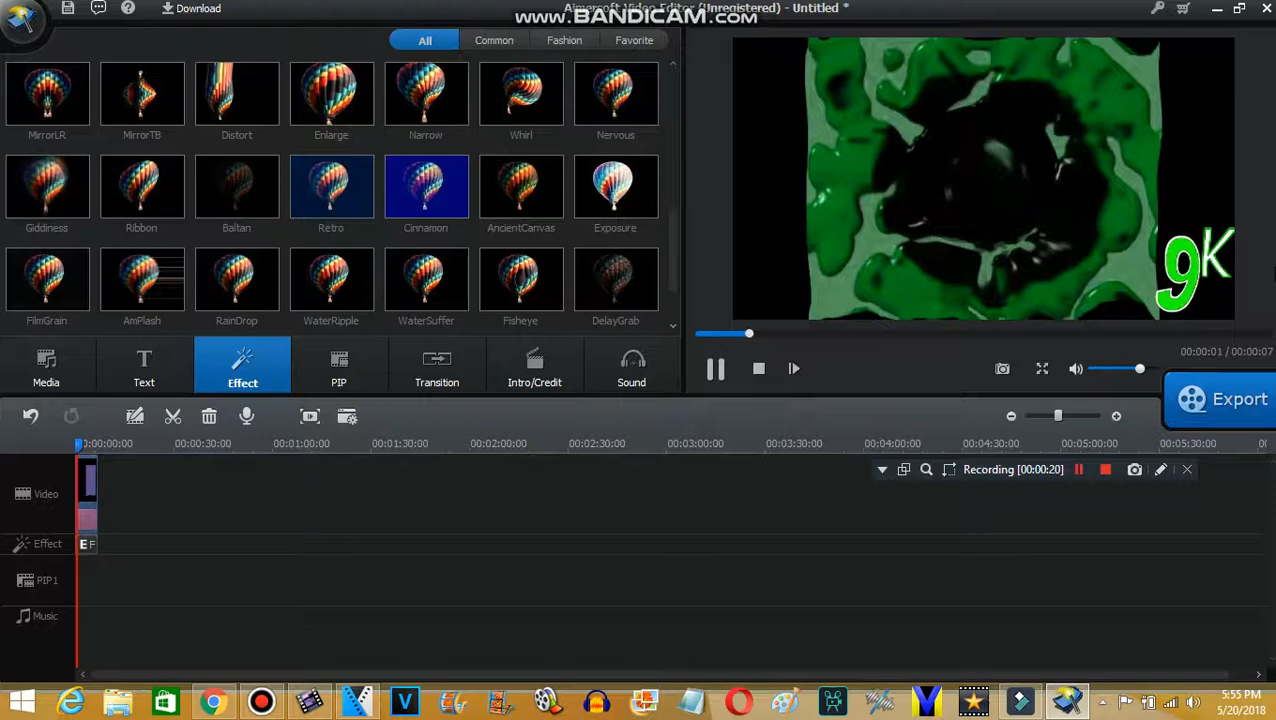 Download
Aimersoft Video Editor (Unregistered) - Untitled *
www.BANDICAM.com
All Common Fashion Favorite
MirrorLR MirrorTB Distort Enlarge Narrow Whirl Nervous
Giddiness Ribbon Baltan Retro Cinnamon AncientCanvas Exposure
FilmGrain AmPlash RainDrop WaterRipple WaterSuffer Fisheye DelayGrab
9K
00:00:01 / 00:00:07
Media Text Effect PIP Transition Intro/Credit Sound
Export
00:00:00 00:00:30:00 00:01:00:00 00:01:30:00 00:02:00:00 00:02:30:00 00:03:00:00 00:03:30:00 00:04:00:00 00:04:30:00 00:05:00:00 00:05:30:00
Recording [00:00:20]
Video
Effect
E F
PIP1
Music
5:55 PM
5/20/2018